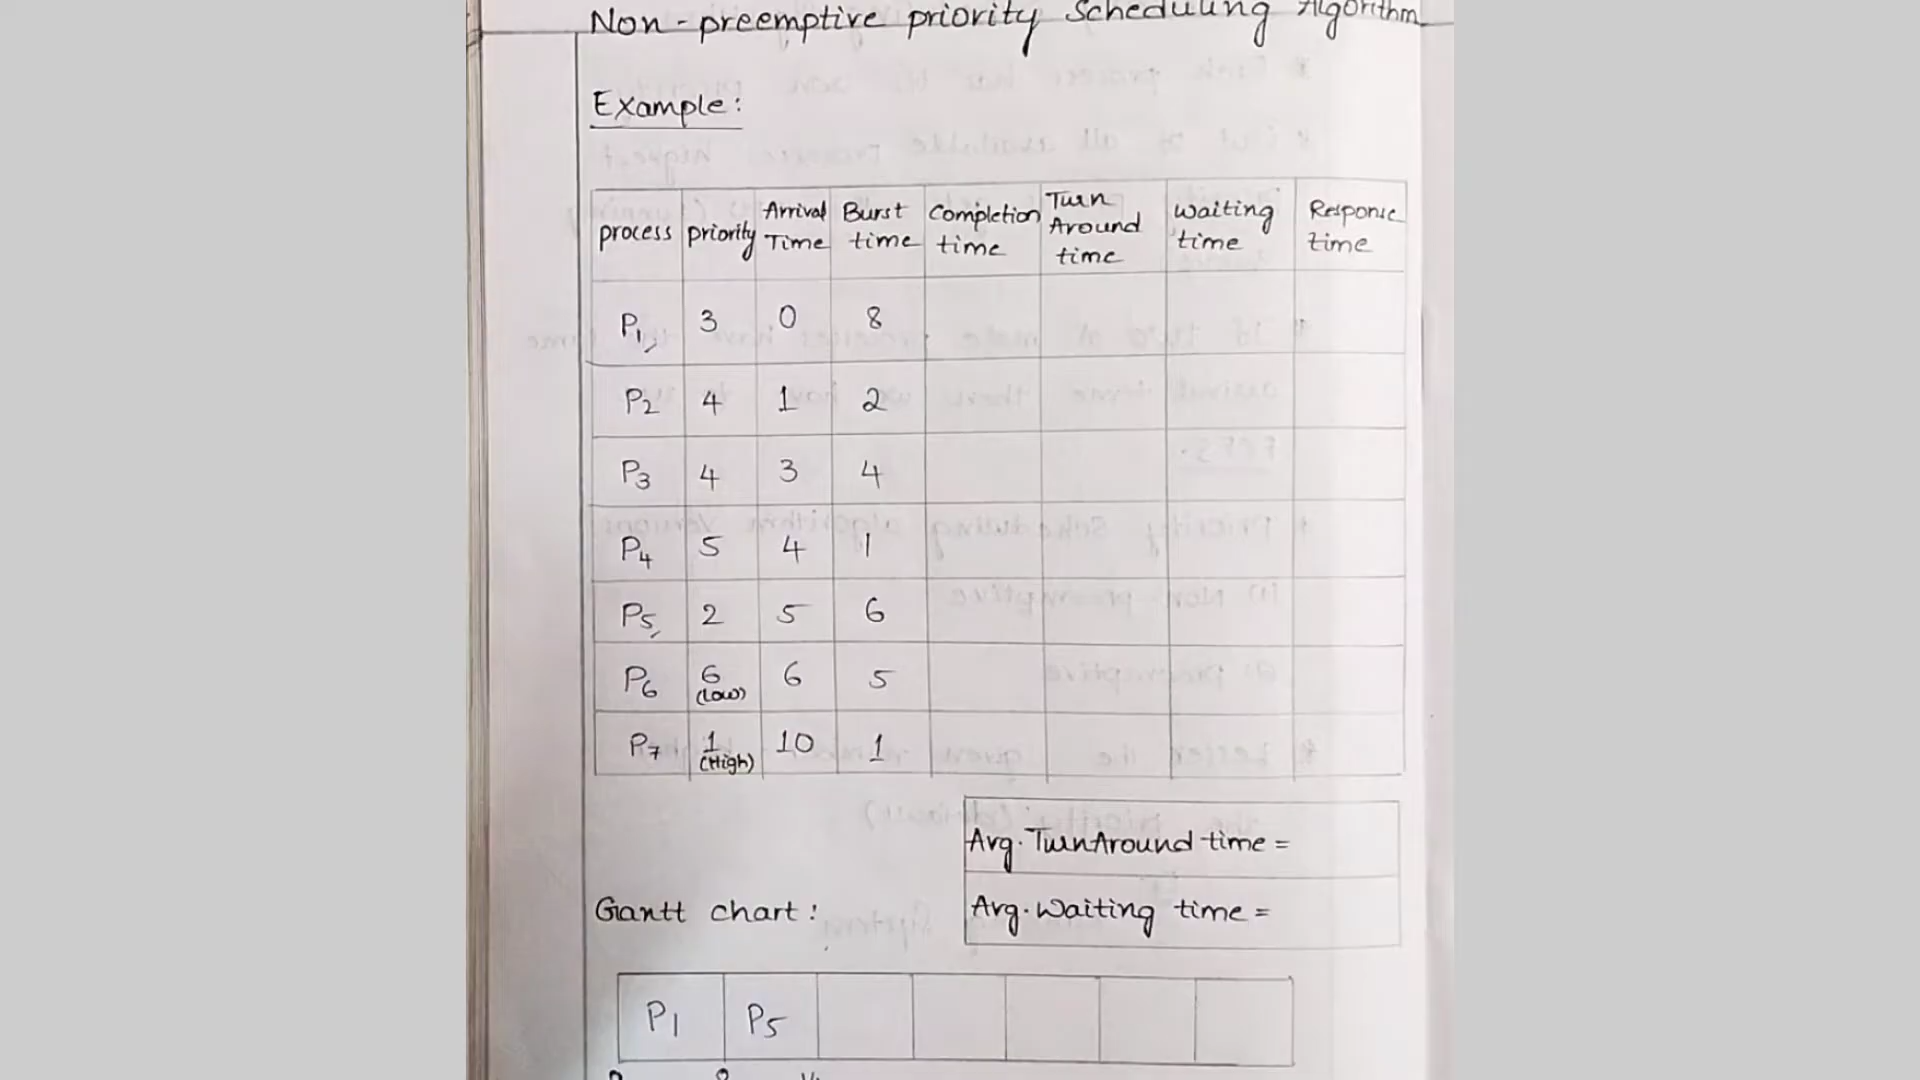 Non-preemptive priority Scheduling Algorithm
Example:
process priority Arrival Time Burst time Completion time Turn Around time Waiting time Response time
P1 3 0 8
P2 4 1 2
P3 4 3 4
P4 5 4 1
P5 2 5 6
P6 6 (Low) 6 5
P7 1 (High) 10 1
Avg. TurnAround time =
Avg. Waiting time =
Gantt chart:
P1 P5